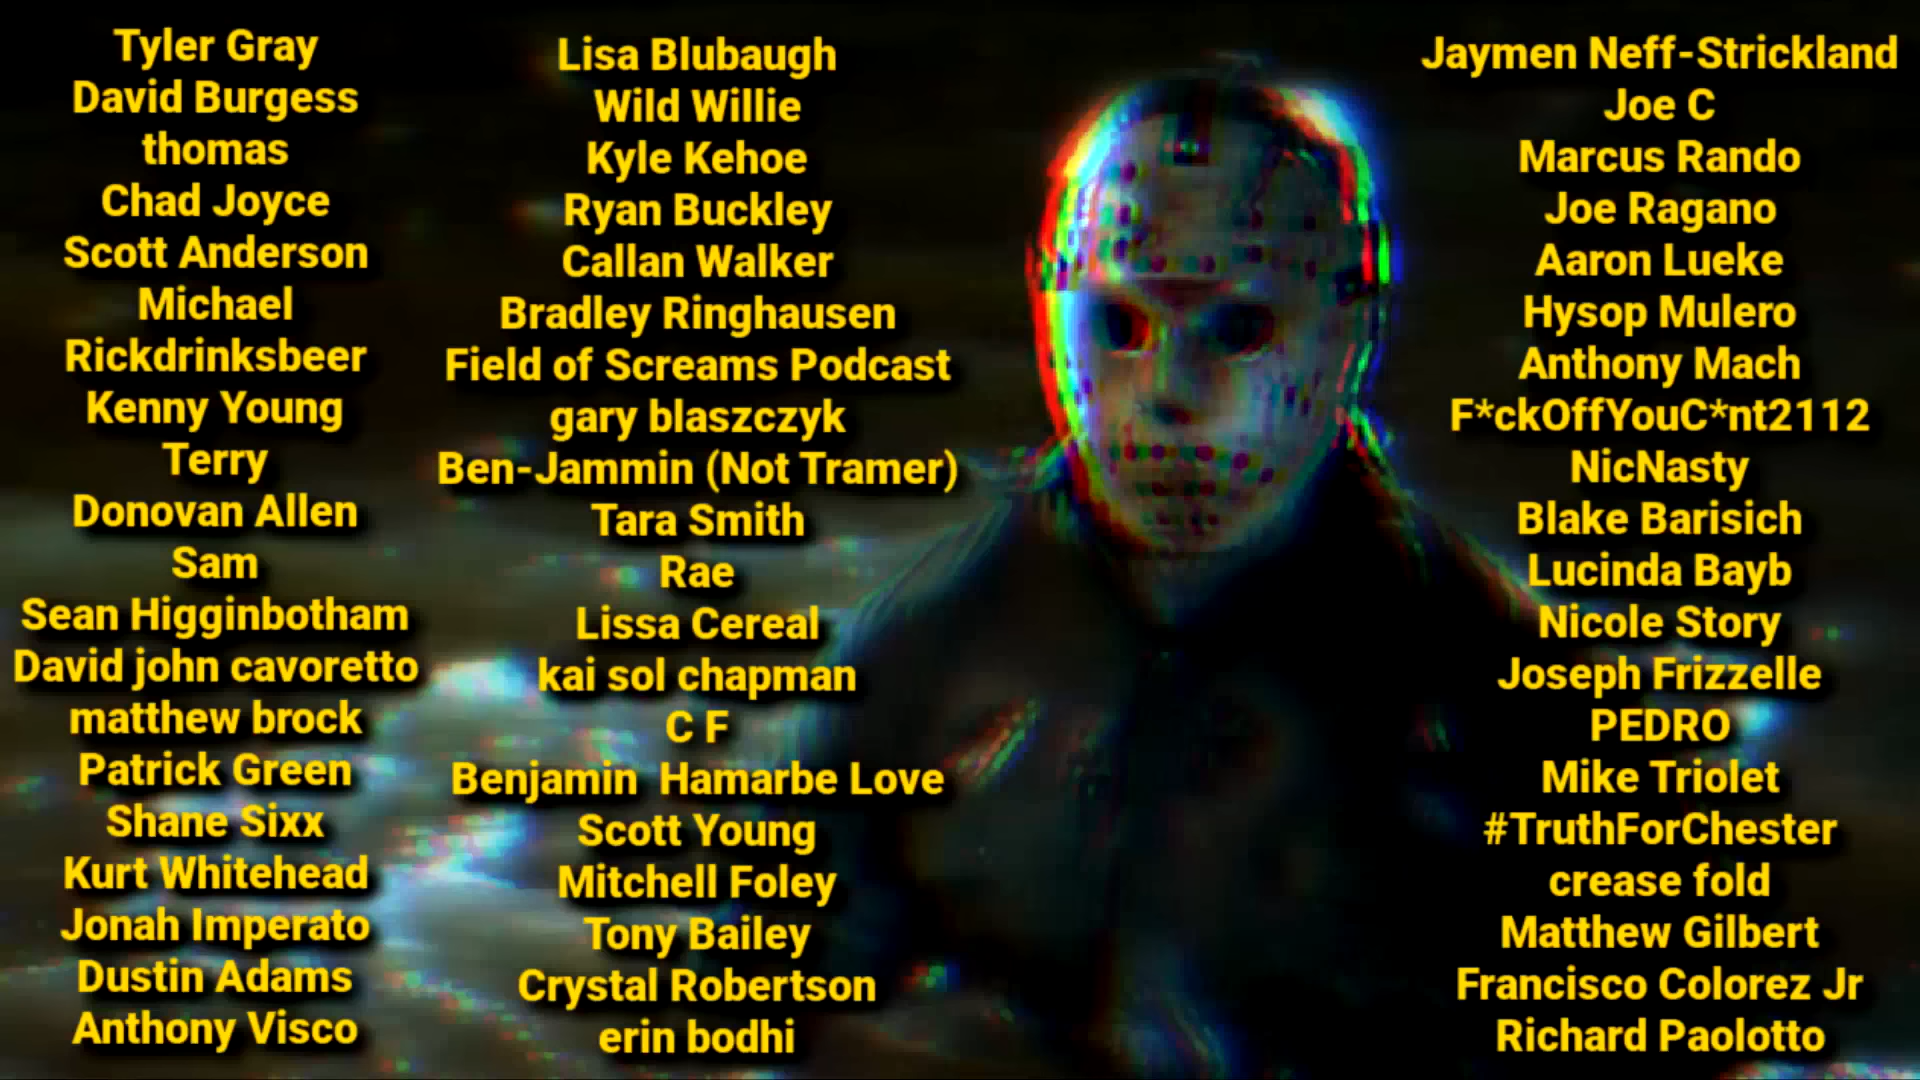 Tyler Gray
David Burgess
thomas
Chad Joyce
Scott Anderson
Michael
Rickdrinksbeer
Kenny Young
Terry
Donovan Allen
Sam
Sean Higginbotham
David john cavoretto
matthew brock
Patrick Green
Shane Sixx
Kurt Whitehead
Jonah Imperato
Dustin Adams
Anthony Visco
Lisa Blubaugh
Wild Willie
Kyle Kehoe
Ryan Buckley
Callan Walker
Bradley Ringhausen
Field of Screams Podcast
gary blaszczyk
Ben-Jammin (Not Tramer)
Tara Smith
Rae
Lissa Cereal
kai sol chapman
C F
Benjamin  Hamarbe Love
Scott Young
Mitchell Foley
Tony Bailey
Crystal Robertson
erin bodhi
Jaymen Neff-Strickland
Joe C
Marcus Rando
Joe Ragano
Aaron Lueke
Hysop Mulero
Anthony Mach
F*ckOffYouC*nt2112
NicNasty
Blake Barisich
Lucinda Bayb
Nicole Story
Joseph Frizzelle
PEDRO
Mike Triolet
#TruthForChester
crease fold
Matthew Gilbert
Francisco Colorez Jr
Richard Paolotto